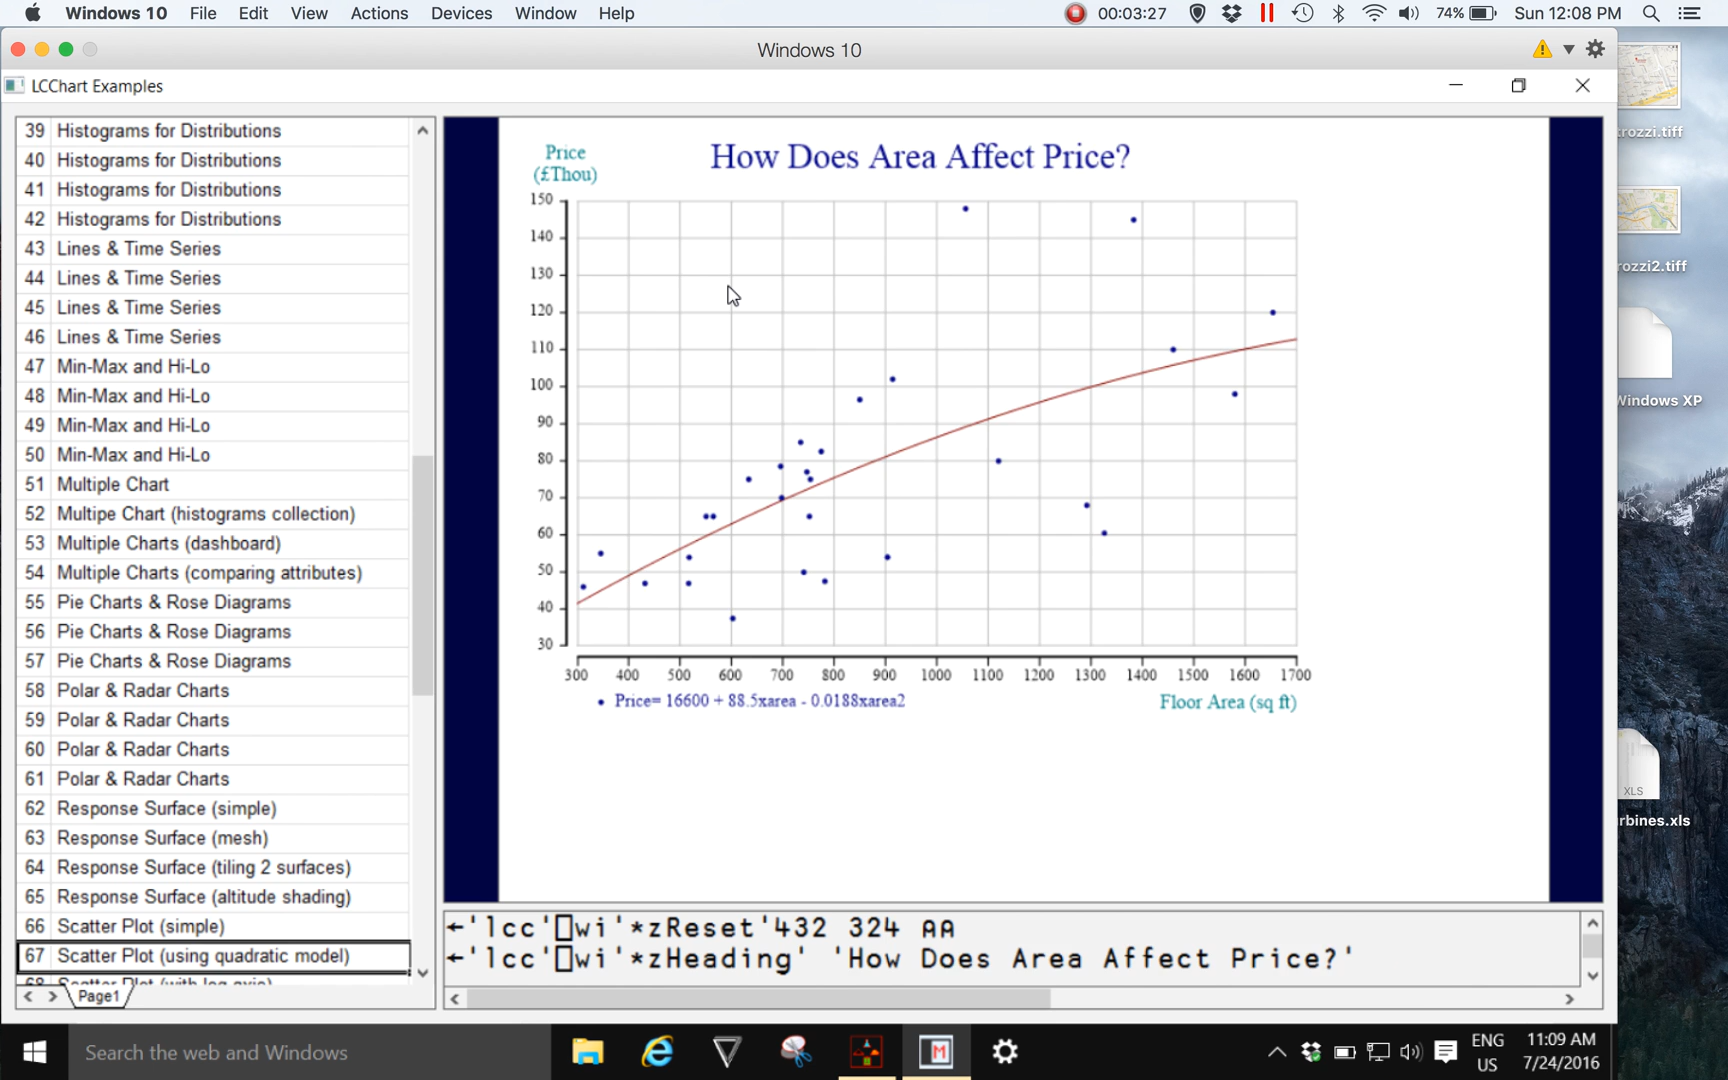 Windows 10 File Edit View Actions Devices Window Help 00:03:27 74% Sun 12:08 PM
Windows 10
LCChart Examples
39 Histograms for Distributions
40 Histograms for Distributions
41 Histograms for Distributions
42 Histograms for Distributions
43 Lines & Time Series
44 Lines & Time Series
45 Lines & Time Series
46 Lines & Time Series
47 Min-Max and Hi-Lo
48 Min-Max and Hi-Lo
49 Min-Max and Hi-Lo
50 Min-Max and Hi-Lo
51 Multiple Chart
52 Multipe Chart (histograms collection)
53 Multiple Charts (dashboard)
54 Multiple Charts (comparing attributes)
55 Pie Charts & Rose Diagrams
56 Pie Charts & Rose Diagrams
57 Pie Charts & Rose Diagrams
58 Polar & Radar Charts
59 Polar & Radar Charts
60 Polar & Radar Charts
61 Polar & Radar Charts
62 Response Surface (simple)
63 Response Surface (mesh)
64 Response Surface (tiling 2 surfaces)
65 Response Surface (altitude shading)
66 Scatter Plot (simple)
67 Scatter Plot (using quadratic model)
68 Scatter Plot (with log axis)
Page1
How Does Area Affect Price?
Price
(£Thou)
150
140
130
120
110
100
90
80
70
60
50
40
30
300 400 500 600 700 800 900 1000 1100 1200 1300 1400 1500 1600 1700
Price= 16600 + 88.5xarea - 0.0188xarea2
Floor Area (sq ft)
←'lcc'⎕wi'*zReset'432 324 AA
←'lcc'⎕wi'*zHeading' 'How Does Area Affect Price?'
rozzi.tiff
rozzi2.tiff
Windows XP
XLS
rbines.xls
Search the web and Windows
ENG
US
11:09 AM
7/24/2016